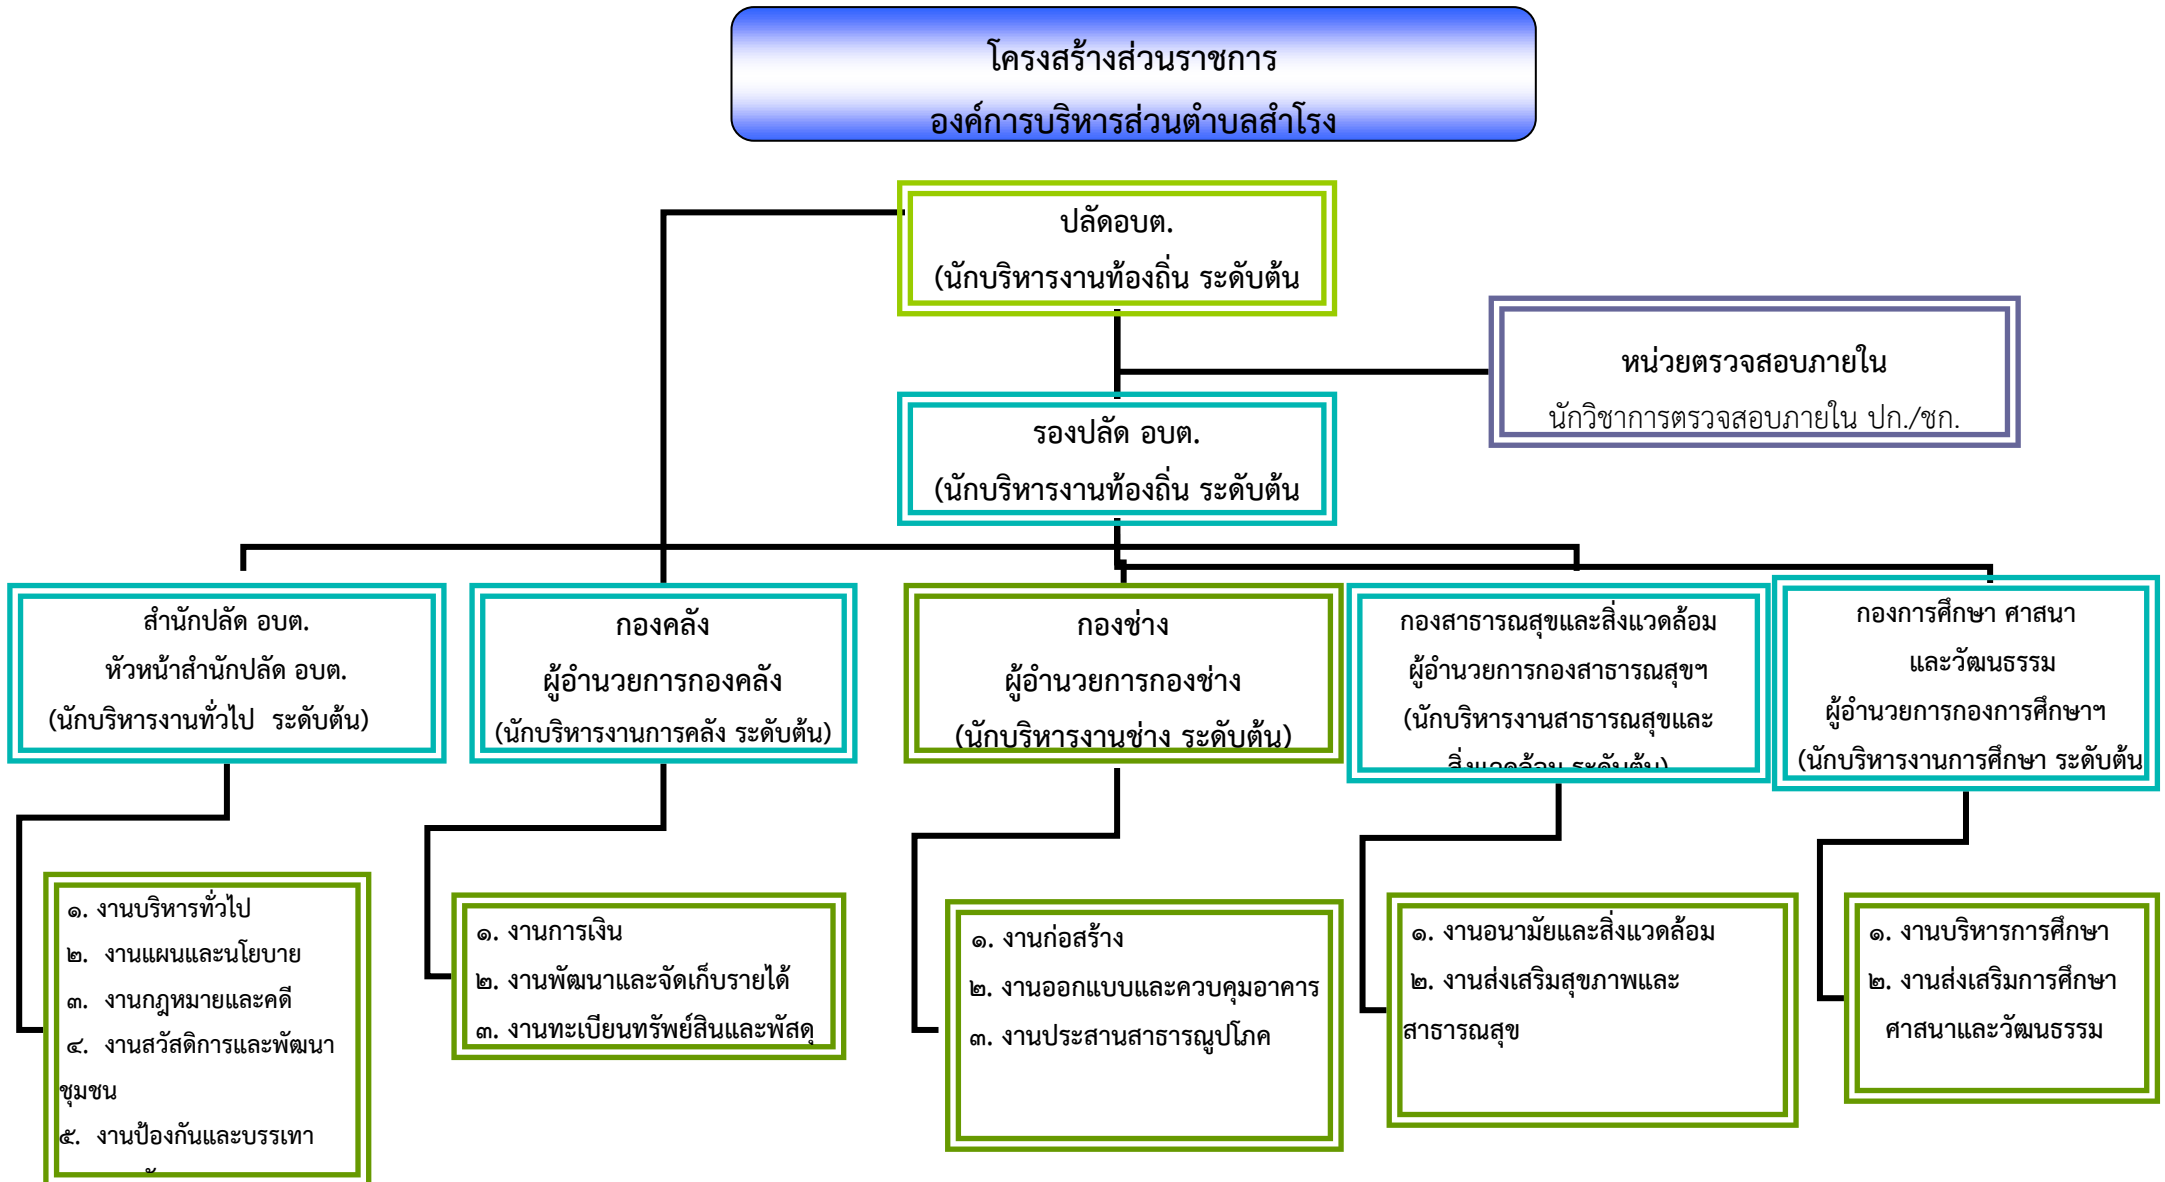 โครงสร้างส่วนราชการ
องค์การบริหารส่วนตำบลสำโรง
ปลัดอบต.
(นักบริหารงานท้องถิ่น ระดับต้น
หน่วยตรวจสอบภายใน
นักวิชาการตรวจสอบภายใน ปก./ชก.
รองปลัด อบต.
(นักบริหารงานท้องถิ่น ระดับต้น
สำนักปลัด อบต.
หัวหน้าสำนักปลัด อบต.
(นักบริหารงานทั่วไป ระดับต้น)
กองคลัง
ผู้อำนวยการกองคลัง
(นักบริหารงานการคลัง ระดับต้น)
กองช่าง
ผู้อำนวยการกองช่าง
(นักบริหารงานช่าง ระดับต้น)
กองสาธารณสุขและสิ่งแวดล้อม
ผู้อำนวยการกองสาธารณสุขฯ
(นักบริหารงานสาธารณสุขและ
สิ่งแวดล้อม ระดับต้น)
กองการศึกษา ศาสนา
และวัฒนธรรม
ผู้อำนวยการกองการศึกษาฯ
(นักบริหารงานการศึกษา ระดับต้น
๑. งานบริหารทั่วไป
๒. งานแผนและนโยบาย
๓. งานกฎหมายและคดี
๔. งานสวัสดิการและพัฒนา
ชุมชน
๕. งานป้องกันและบรรเทา
๑. งานการเงิน
๒. งานพัฒนาและจัดเก็บรายได้
๓. งานทะเบียนทรัพย์สินและพัสดุ
๑. งานก่อสร้าง
๒. งานออกแบบและควบคุมอาคาร
๓. งานประสานสาธารณูปโภค
๑. งานอนามัยและสิ่งแวดล้อม
๒. งานส่งเสริมสุขภาพและ
สาธารณสุข
๑. งานบริหารการศึกษา
๒. งานส่งเสริมการศึกษา
ศาสนาและวัฒนธรรม